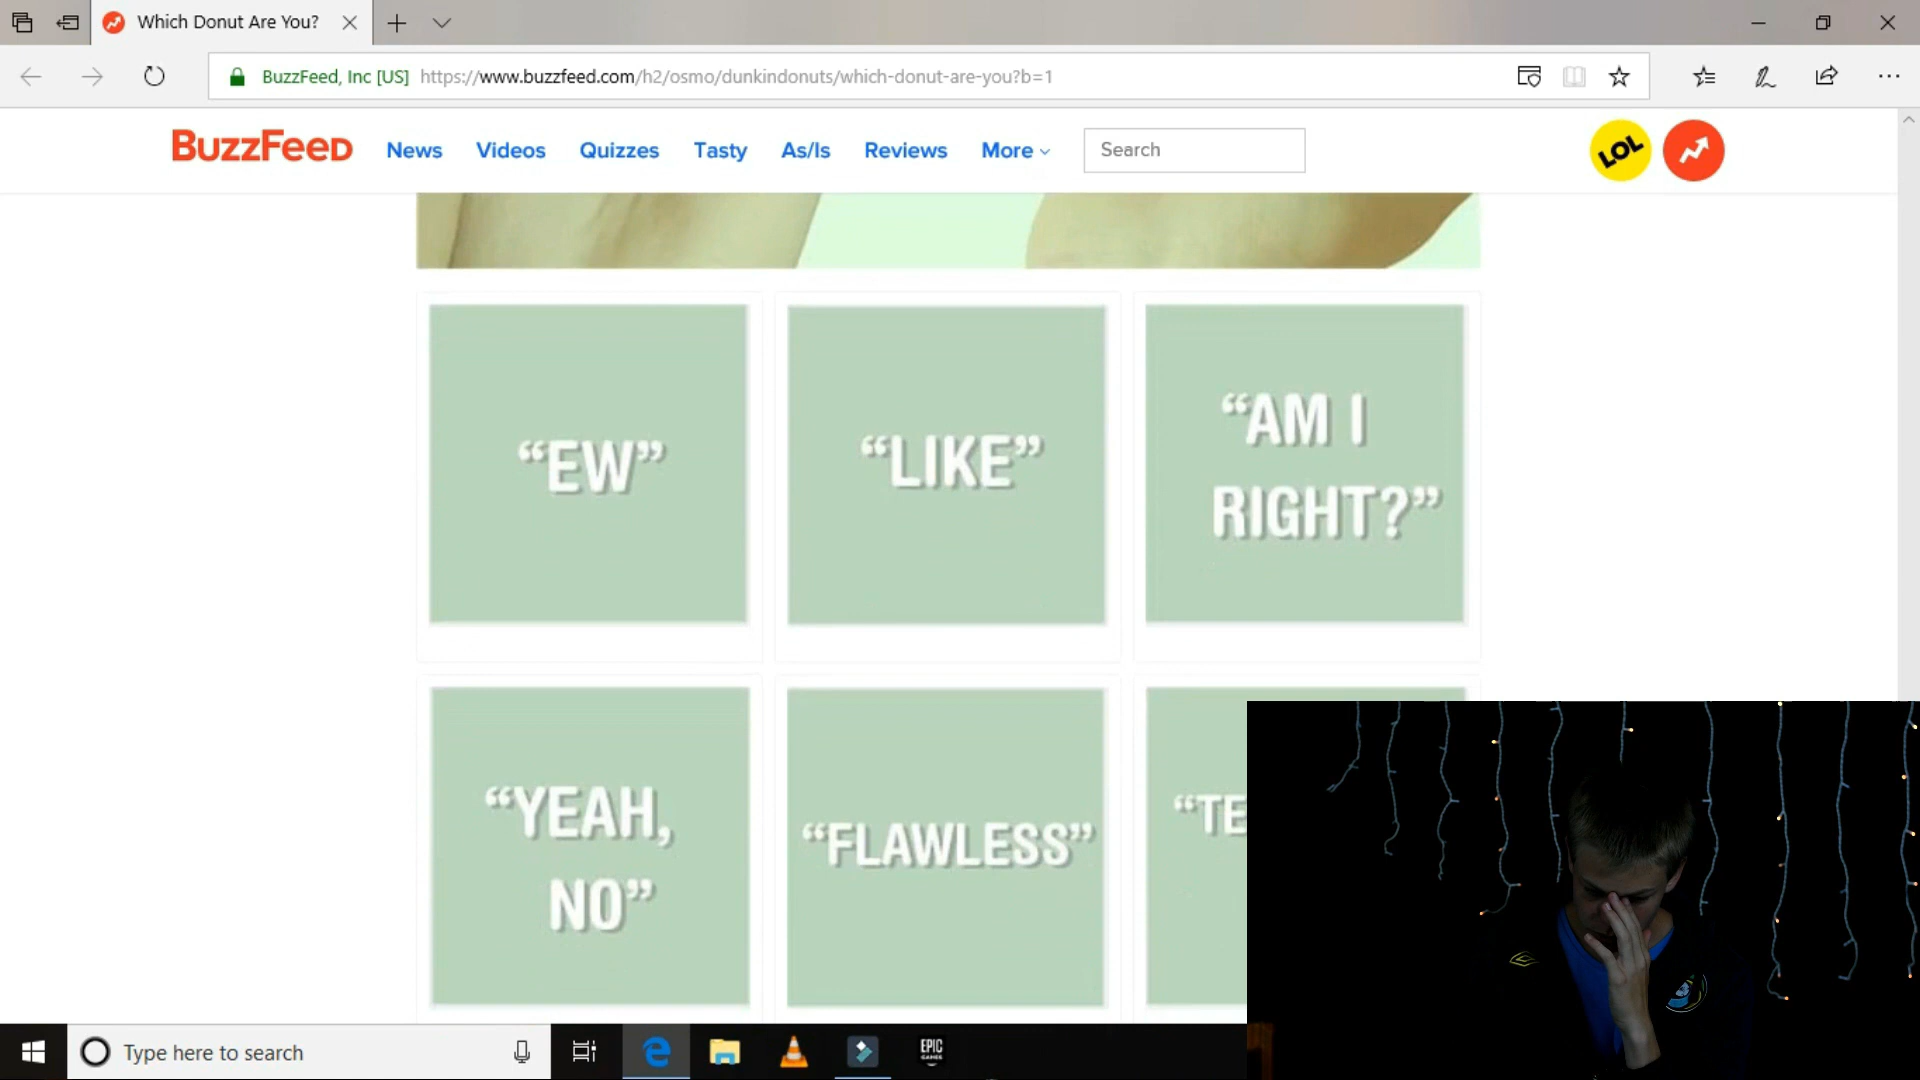 Which Donut Are You?
BuzzFeed, Inc [US] https://www.buzzfeed.com/h2/osmo/dunkindonuts/which-donut-are-you?b=1
BuzzFeed News Videos Quizzes Tasty As/Is Reviews More Search LOL
“EW” “LIKE” “AM I
RIGHT?”
“YEAH,
NO” “FLAWLESS” “TE
Type here to search EPIC
GAMES